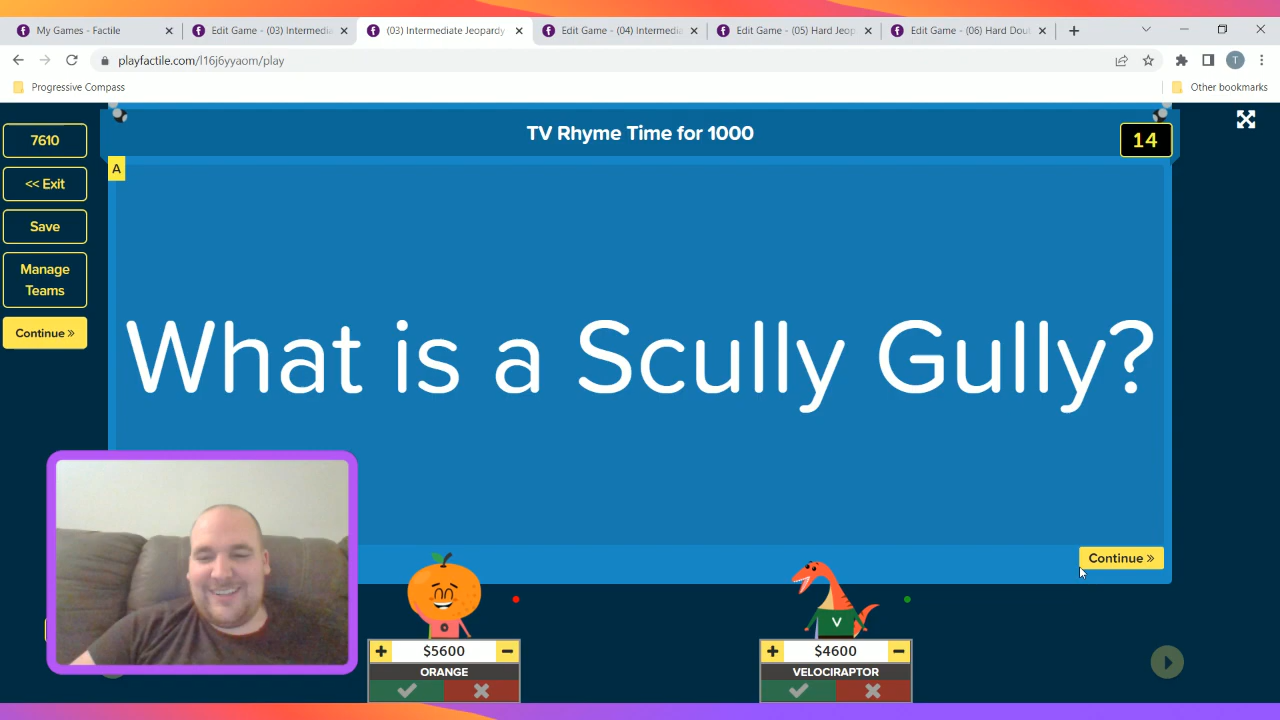 My Games - Factile
Edit Game - (03) Intermedia
(03) Intermediate Jeopardy
Edit Game - (04) Intermedia
Edit Game - (05) Hard Jeop
Edit Game - (06) Hard Dou
playfactile.com/l16j6yyaom/play
T
Progressive Compass
Other bookmarks
7610
<< Exit
Save
Manage
Teams
Continue »
TV Rhyme Time for 1000
14
A
What is a Scully Gully?
Continue »
O
V
+ $5600 −
ORANGE
+ $4600 −
VELOCIRAPTOR